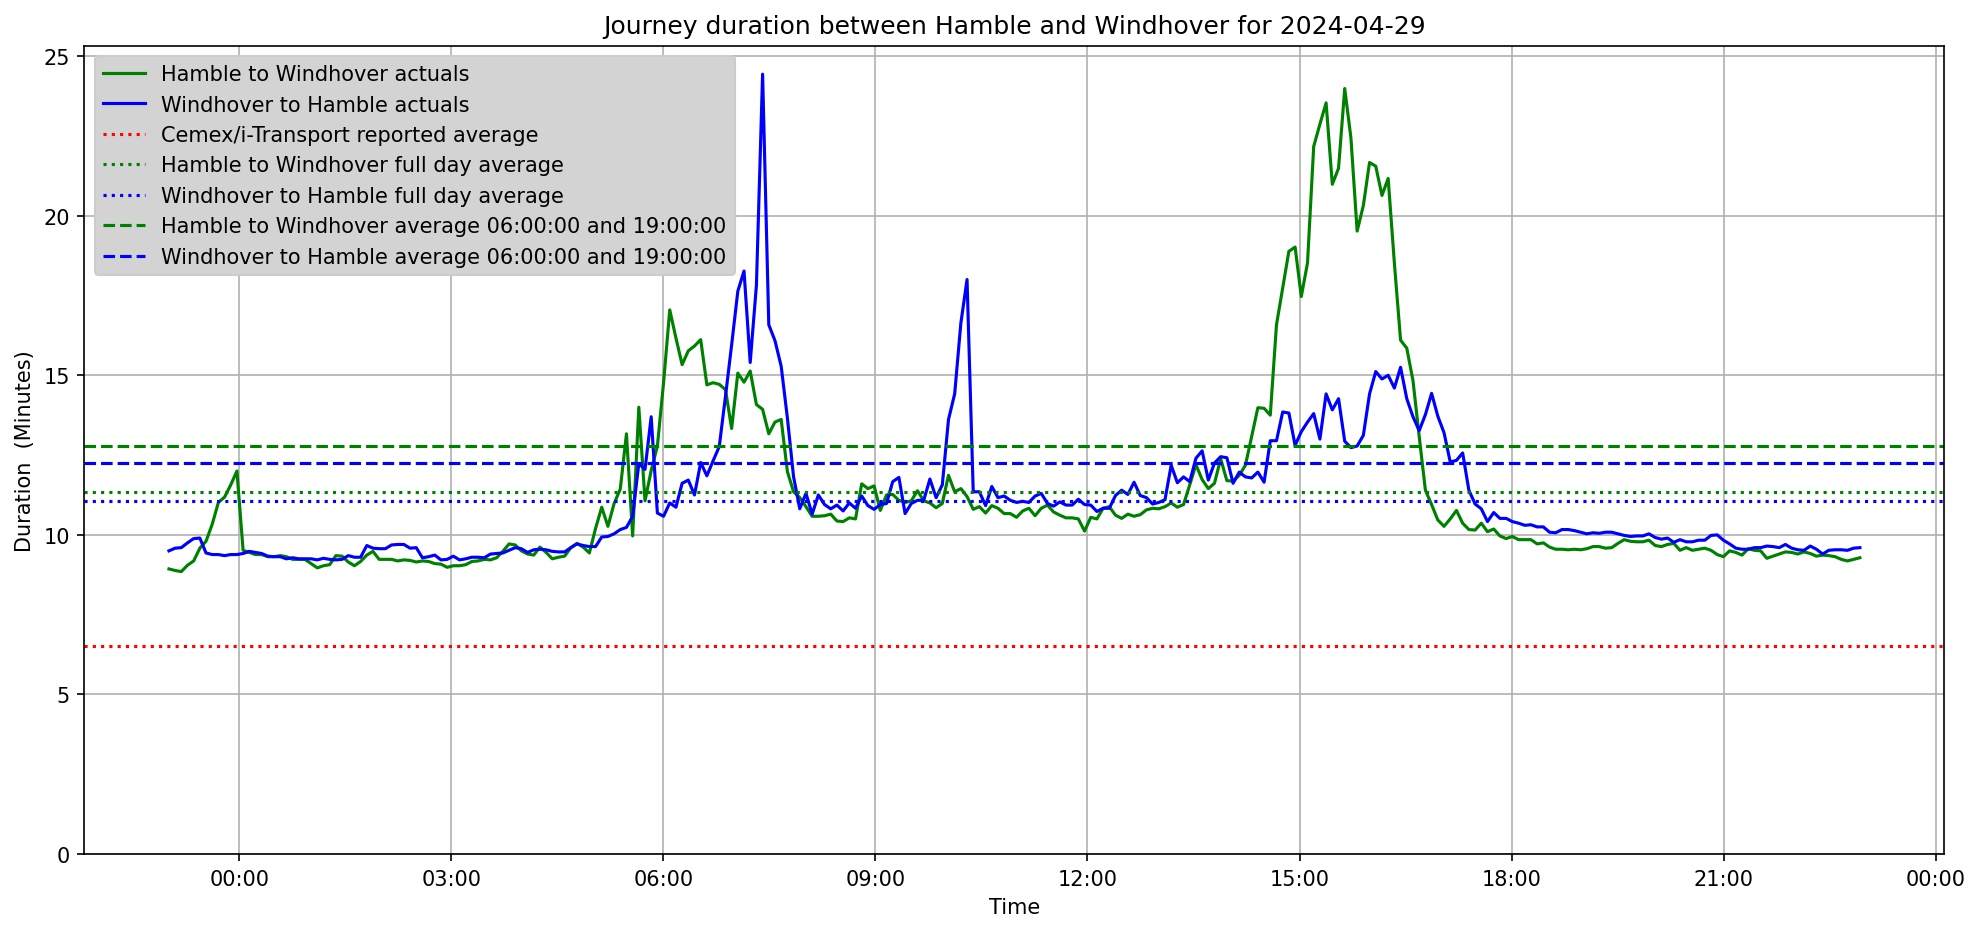 Journey duration between Hamble and Windhover for 2024-04-29
25
20
15
10
5
0
Duration  (Minutes)
Hamble to Windhover actuals
Windhover to Hamble actuals
Cemex/i-Transport reported average
Hamble to Windhover full day average
Windhover to Hamble full day average
Hamble to Windhover average 06:00:00 and 19:00:00
Windhover to Hamble average 06:00:00 and 19:00:00
00:00 03:00 06:00 09:00 12:00 15:00 18:00 21:00 00:00
Time